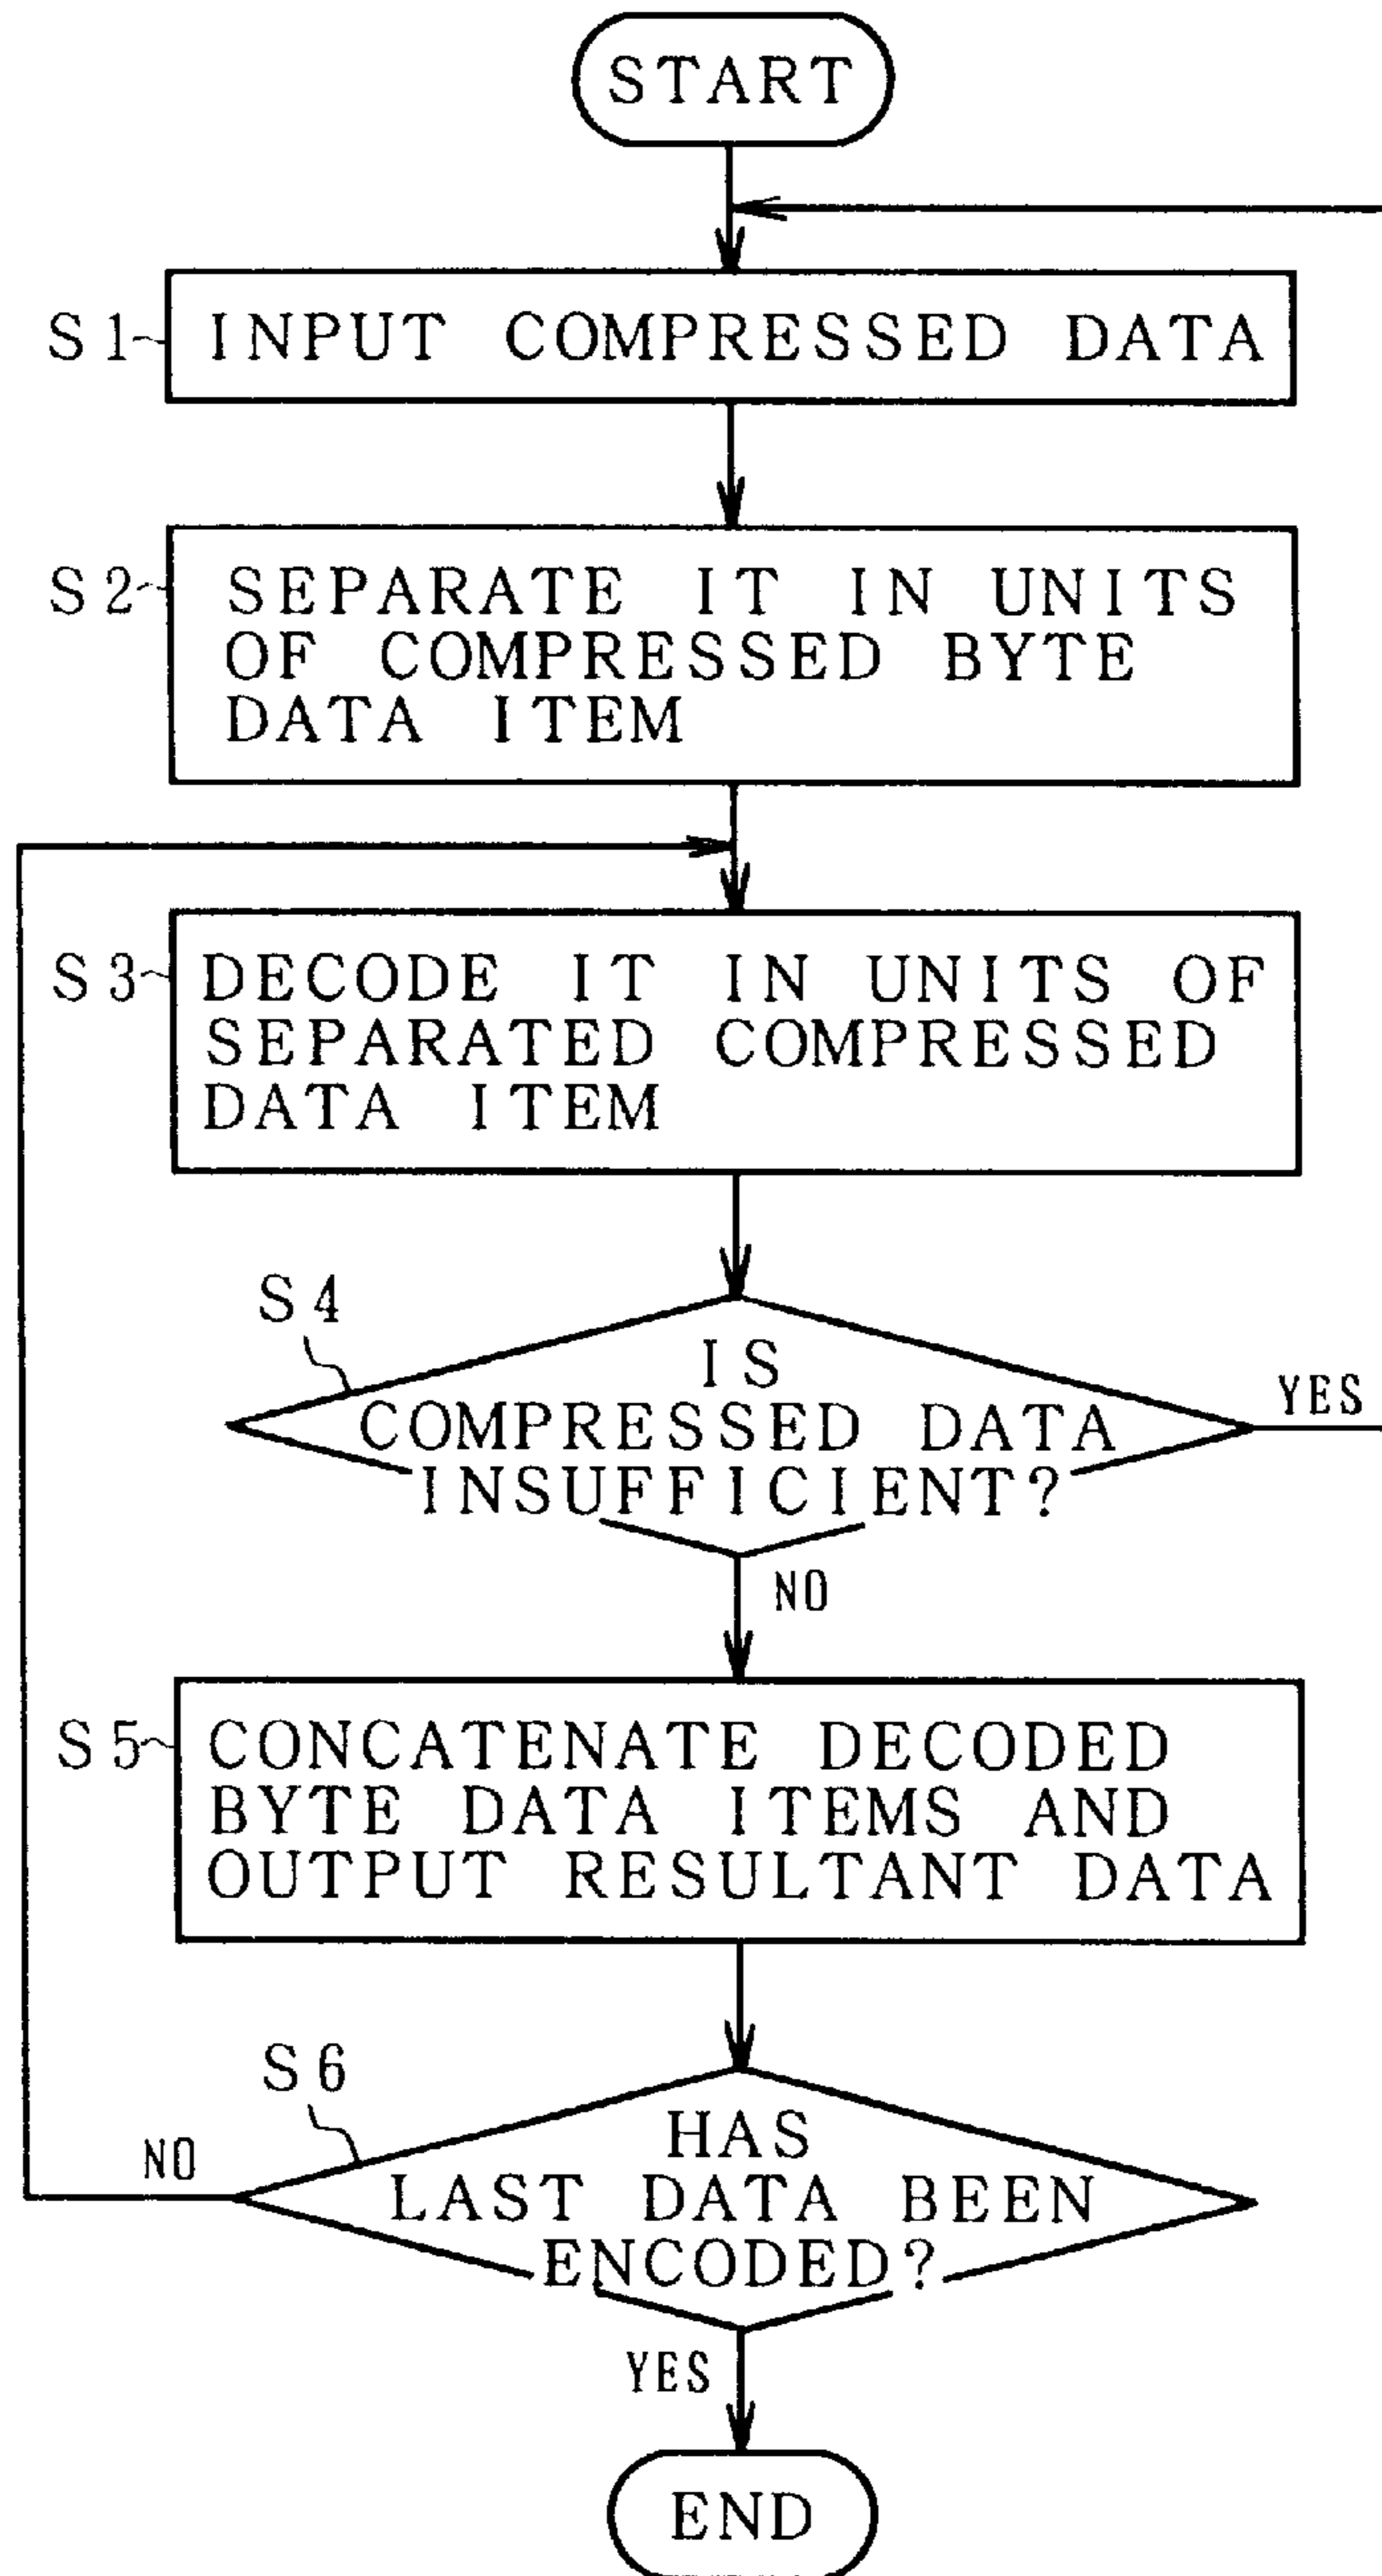 START
S1 INPUT COMPRESSED DATA
S2 SEPARATE IT IN UNITS
OF COMPRESSED BYTE
DATA ITEM
S3 DECODE IT IN UNITS OF
SEPARATED COMPRESSED
DATA ITEM
S4
IS
COMPRESSED DATA
INSUFFICIENT?
YES
NO
S5 CONCATENATE DECODED
BYTE DATA ITEMS AND
OUTPUT RESULTANT DATA
S6
HAS
LAST DATA BEEN
ENCODED?
NO
YES
END